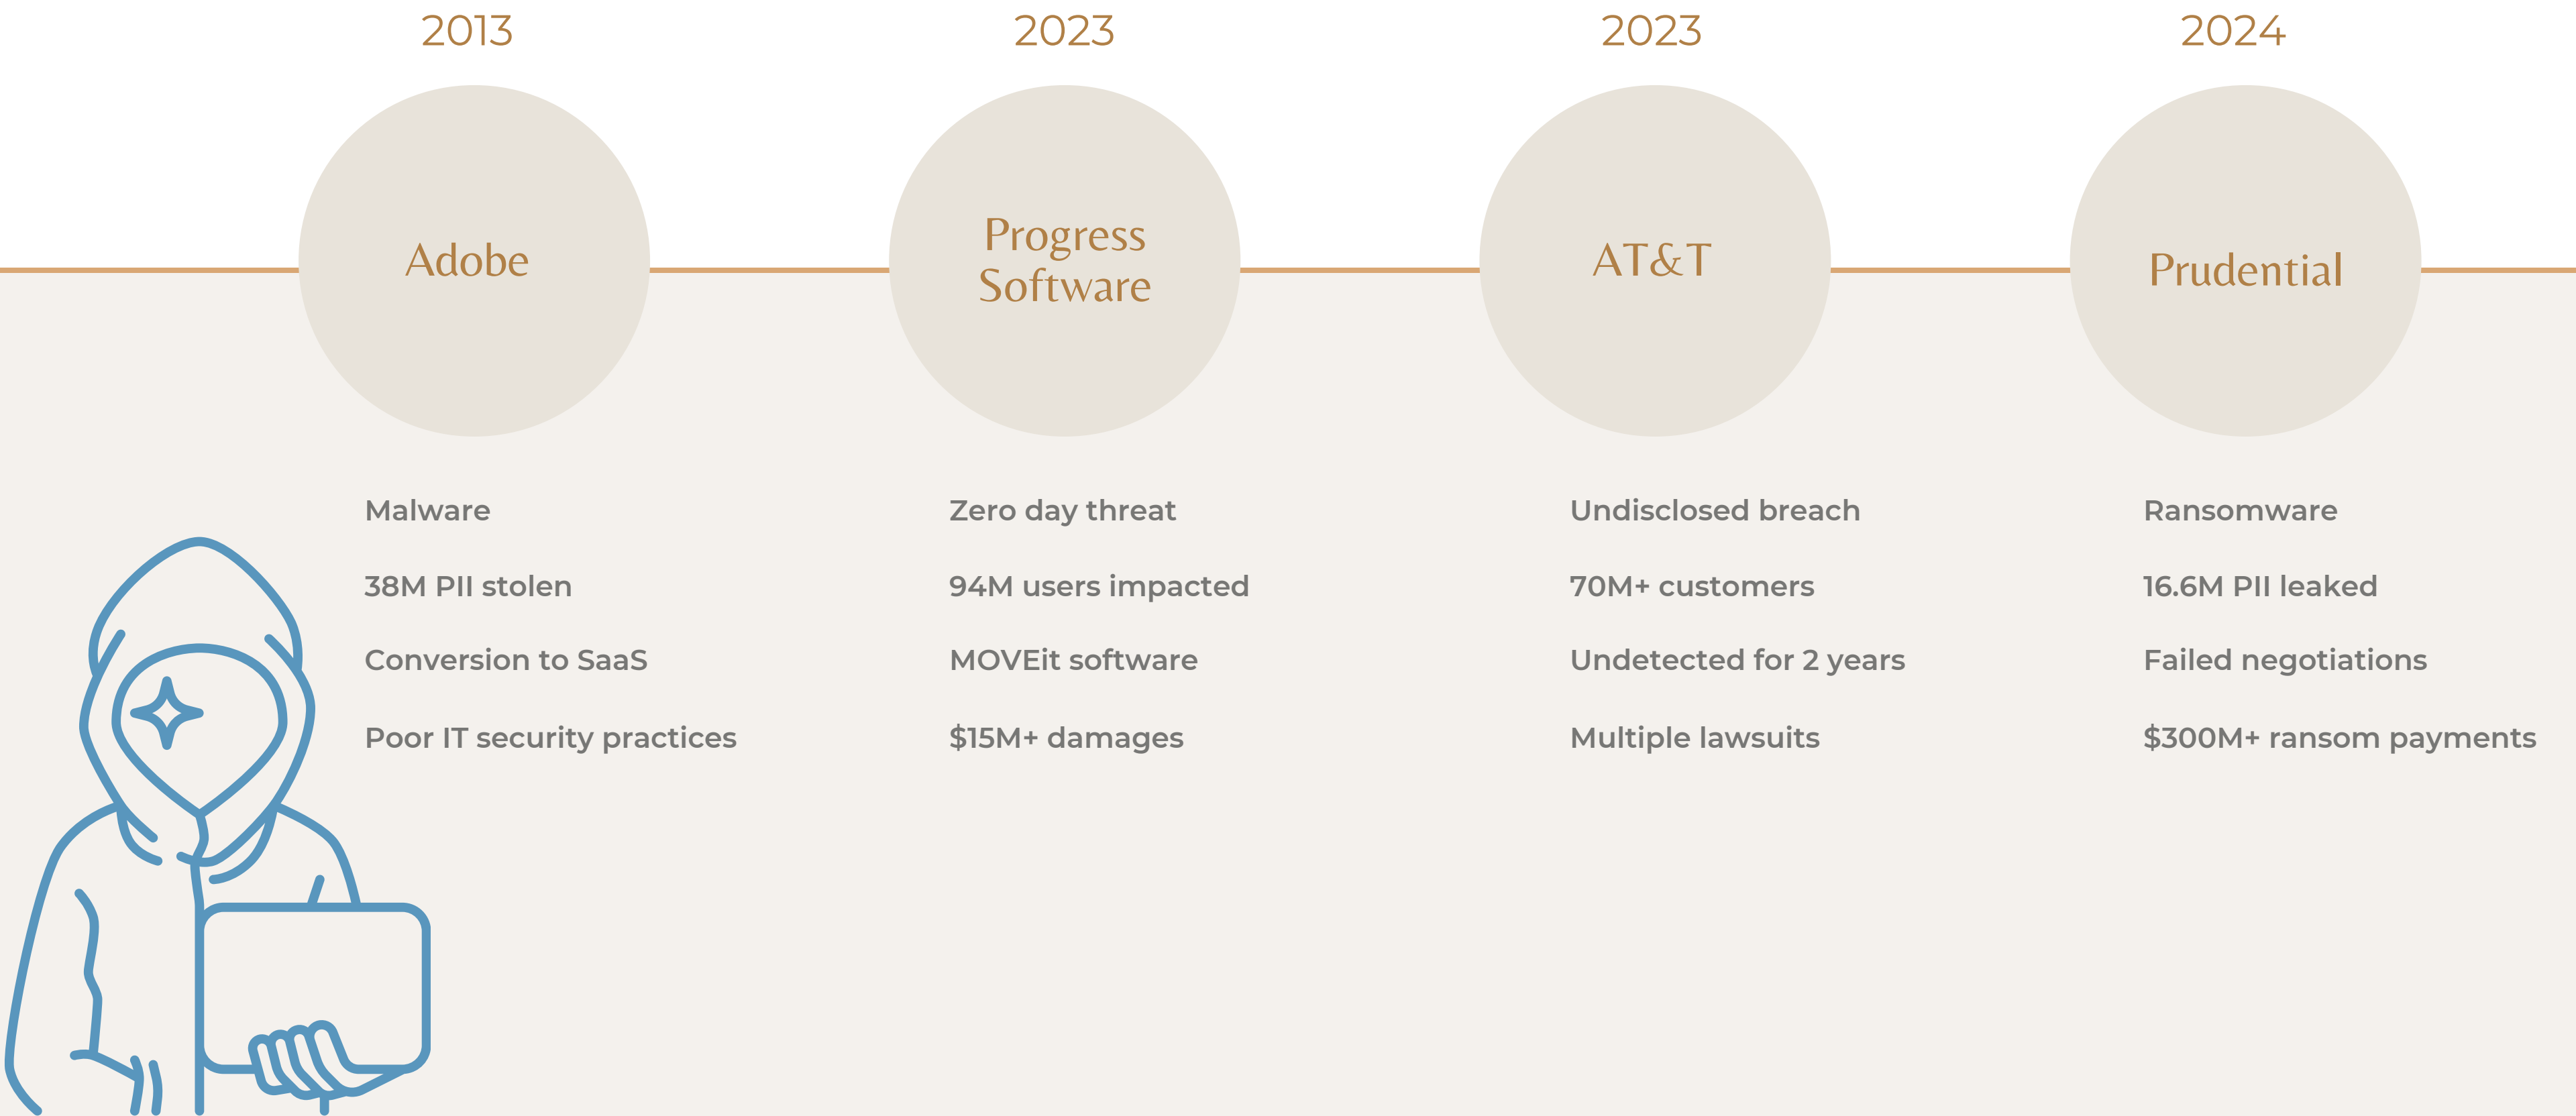 2013
Adobe
Malware
38M PII stolen
Conversion to SaaS
Poor IT security practices
2023
Progress
Software
Zero day threat
94M users impacted
MOVEit software
$15M+ damages
2023
AT&T
Undisclosed breach
70M+ customers
Undetected for 2 years
Multiple lawsuits
2024
Prudential
Ransomware
16.6M PII leaked
Failed negotiations
$300M+ ransom payments